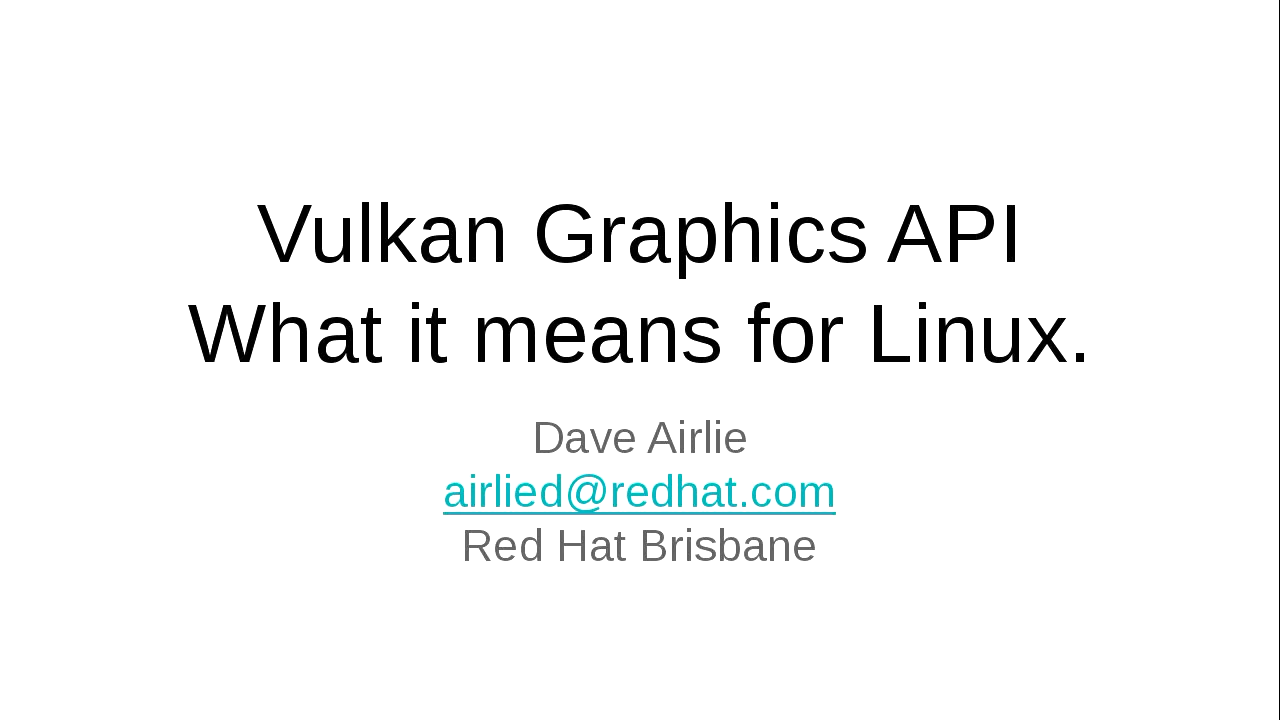 Vulkan Graphics API
What it means for Linux.
Dave Airlie
airlied@redhat.com
Red Hat Brisbane